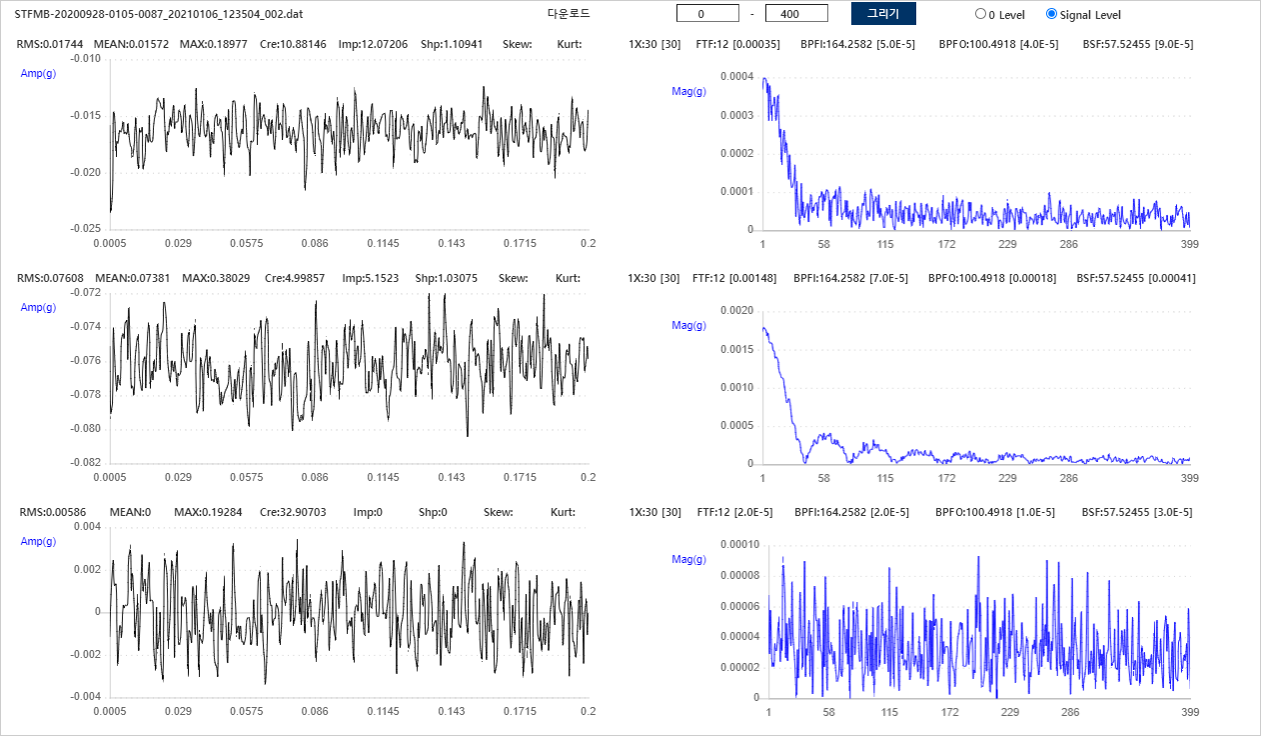 STFMB-20200928-0105-0087_20210106_123504_002.dat 다운로드 0 - 400 그리기 0 Level Signal Level
RMS:0.01744 MEAN:0.01572 MAX:0.18977 Cre:10.88146 Imp:12.07206 Shp:1.10941 Skew: Kurt:
Amp(g)
-0.010
-0.015
-0.020
-0.025
0.0005 0.029 0.0575 0.086 0.1145 0.143 0.1715 0.2
1X:30 [30] FTF:12 [0.00035] BPFI:164.2582 [5.0E-5] BPFO:100.4918 [4.0E-5] BSF:57.52455 [9.0E-5]
Mag(g)
0.0004
0.0003
0.0002
0.0001
0
1 58 115 172 229 286 399
RMS:0.07608 MEAN:0.07381 MAX:0.38029 Cre:4.99857 Imp:5.1523 Shp:1.03075 Skew: Kurt:
Amp(g)
-0.072
-0.074
-0.076
-0.078
-0.080
-0.082
0.0005 0.029 0.0575 0.086 0.1145 0.143 0.1715 0.2
1X:30 [30] FTF:12 [0.00148] BPFI:164.2582 [7.0E-5] BPFO:100.4918 [0.00018] BSF:57.52455 [0.00041]
Mag(g)
0.0020
0.0015
0.0010
0.0005
0
1 58 115 172 229 286 399
RMS:0.00586 MEAN:0 MAX:0.19284 Cre:32.90703 Imp:0 Shp:0 Skew: Kurt:
Amp(g)
0.004
0.002
0
-0.002
-0.004
0.0005 0.029 0.0575 0.086 0.1145 0.143 0.1715 0.2
1X:30 [30] FTF:12 [2.0E-5] BPFI:164.2582 [2.0E-5] BPFO:100.4918 [1.0E-5] BSF:57.52455 [3.0E-5]
Mag(g)
0.00010
0.00008
0.00006
0.00004
0.00002
0
1 58 115 172 229 286 399